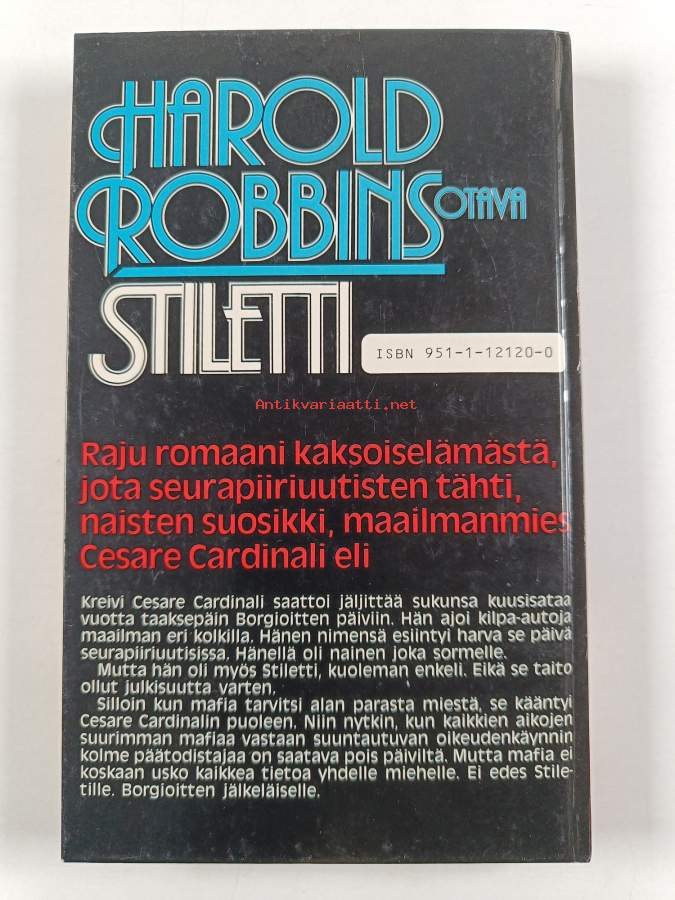 HAROLD
ROBBINS
OTAVA
STILETTI
ISBN 951-1-12120-0
Antikvariaatti.net
Raju romaani kaksoiselämästä,
jota seurapiiriuutisten tähti,
naisten suosikki, maailmanmies
Cesare Cardinali eli
Kreivi Cesare Cardinali saattoi jäljittää sukunsa kuusisataa
vuotta taaksepäin Borgioitten päiviin. Hän ajoi kilpa-autoja
maailman eri kolkilla. Hänen nimensä esiintyi harva se päivä
seurapiiriuutisissa. Hänellä oli nainen joka sormelle.
Mutta hän oli myös Stiletti, kuoleman enkeli. Eikä se taito
ollut julkisuutta varten.
Silloin kun mafia tarvitsi alan parasta miestä, se kääntyi
Cesare Cardinalin puoleen. Niin nytkin, kun kaikkien aikojen
suurimman mafiaa vastaan suuntautuvan oikeudenkäynnin
kolme päätodistajaa on saatava pois päiviltä. Mutta mafia ei
koskaan usko kaikkea tietoa yhdelle miehelle. Ei edes Stile-
tille. Borgioitten jälkeläiselle.